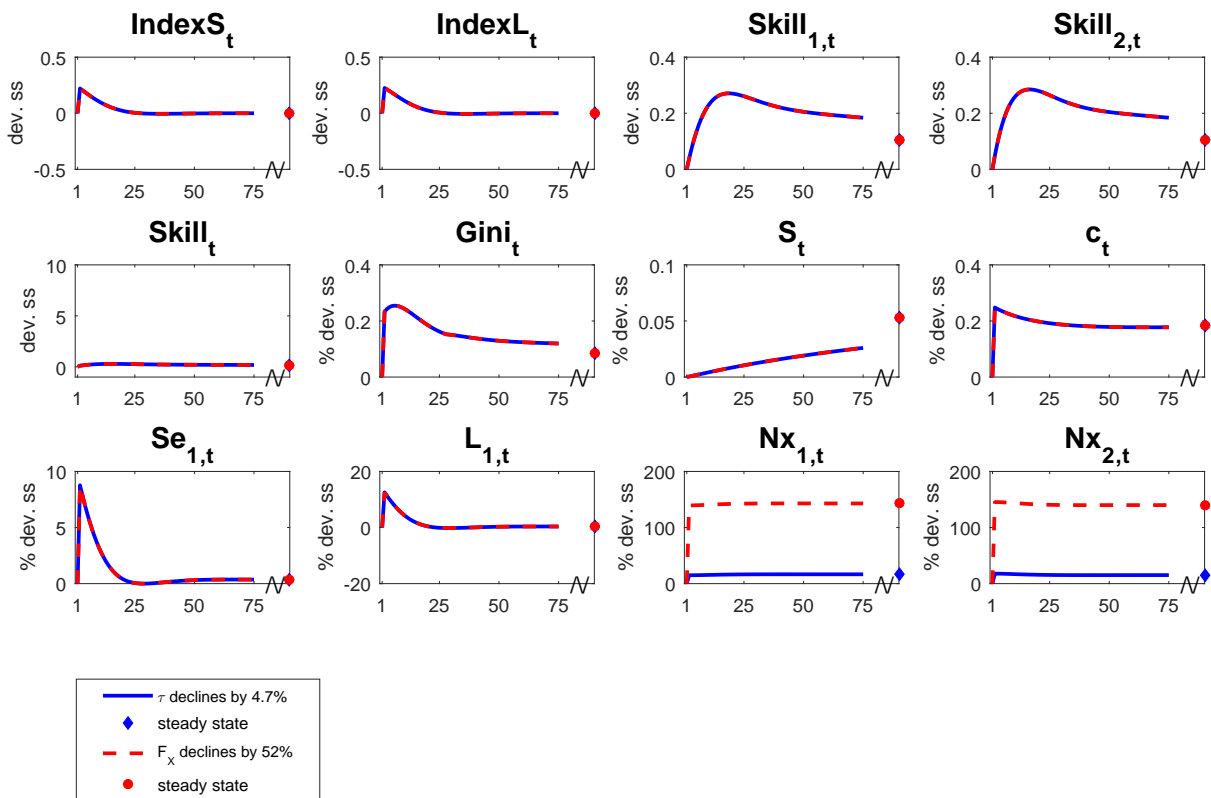 IndexS_t IndexL_t Skill_1,t Skill_2,t
dev. ss 0.5 0 -0.5 1 25 50 75
dev. ss 0.5 0 -0.5 1 25 50 75
dev. ss 0.4 0.2 0 1 25 50 75
dev. ss 0.4 0.2 0 1 25 50 75
Skill_t Gini_t S_t c_t
dev. ss 10 5 0 1 25 50 75
% dev. ss 0.4 0.2 0 1 25 50 75
% dev. ss 0.1 0.05 0 1 25 50 75
% dev. ss 0.4 0.2 0 1 25 50 75
Se_1,t L_1,t Nx_1,t Nx_2,t
% dev. ss 10 5 0 1 25 50 75
% dev. ss 20 0 -20 1 25 50 75
% dev. ss 200 100 0 1 25 50 75
% dev. ss 200 100 0 1 25 50 75
τ declines by 4.7%
steady state
F_X declines by 52%
steady state